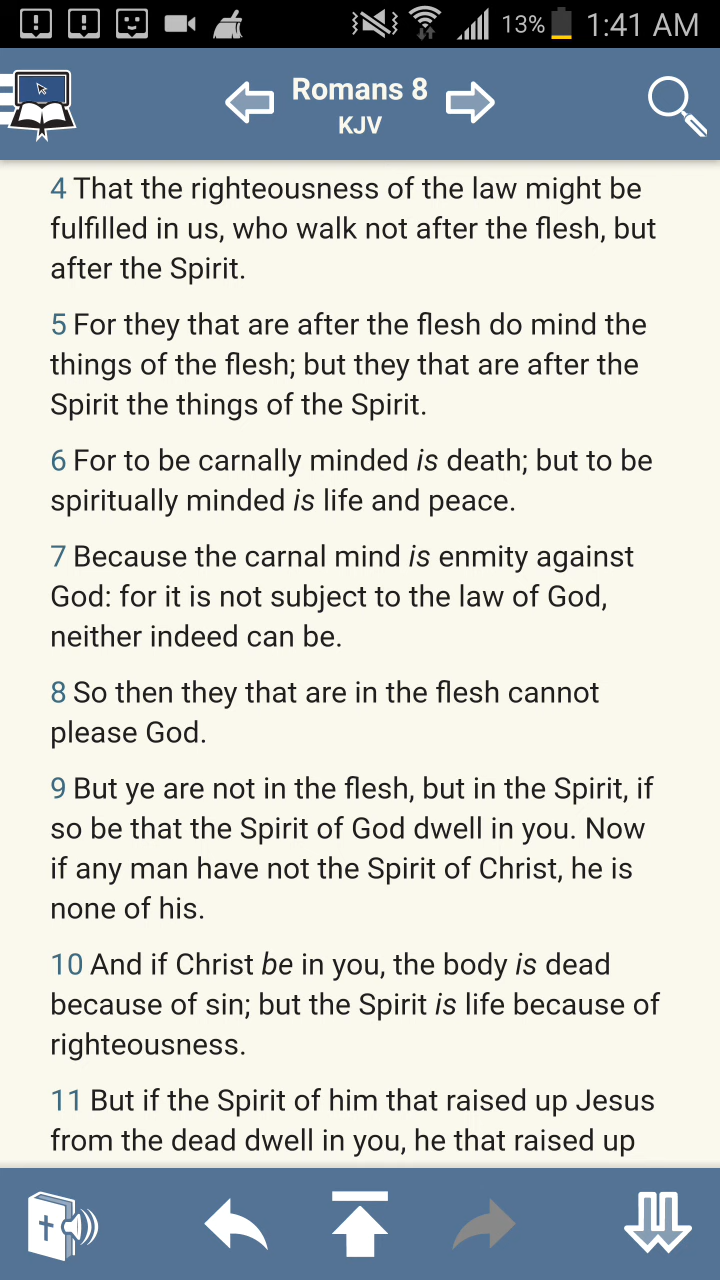 13% 1:41 AM
Romans 8
KJV
4 That the righteousness of the law might be
fulfilled in us, who walk not after the flesh, but
after the Spirit.
5 For they that are after the flesh do mind the
things of the flesh; but they that are after the
Spirit the things of the Spirit.
6 For to be carnally minded is death; but to be
spiritually minded is life and peace.
7 Because the carnal mind is enmity against
God: for it is not subject to the law of God,
neither indeed can be.
8 So then they that are in the flesh cannot
please God.
9 But ye are not in the flesh, but in the Spirit, if
so be that the Spirit of God dwell in you. Now
if any man have not the Spirit of Christ, he is
none of his.
10 And if Christ be in you, the body is dead
because of sin; but the Spirit is life because of
righteousness.
11 But if the Spirit of him that raised up Jesus
from the dead dwell in you, he that raised up